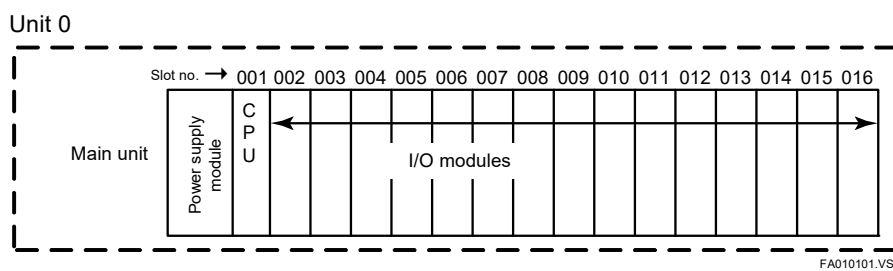 Unit 0
Slot no. → 001 002 003 004 005 006 007 008 009 010 011 012 013 014 015 016
Main unit
Power supply
module
C
P
U
I/O modules
FA010101.VS